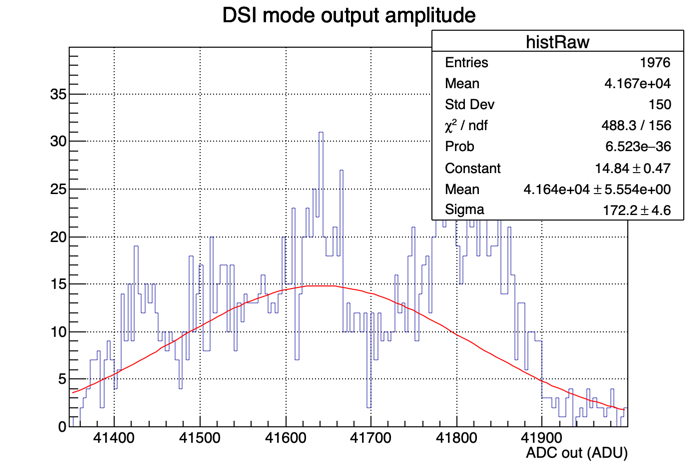 DSI mode output amplitude
histRaw
Entries 1976
Mean 4.167e+04
Std Dev 150
χ² / ndf 488.3 / 156
Prob 6.523e−36
Constant 14.84 ± 0.47
Mean 4.164e+04 ± 5.554e+00
Sigma 172.2 ± 4.6
35
30
25
20
15
10
5
0
41400 41500 41600 41700 41800 41900
ADC out (ADU)